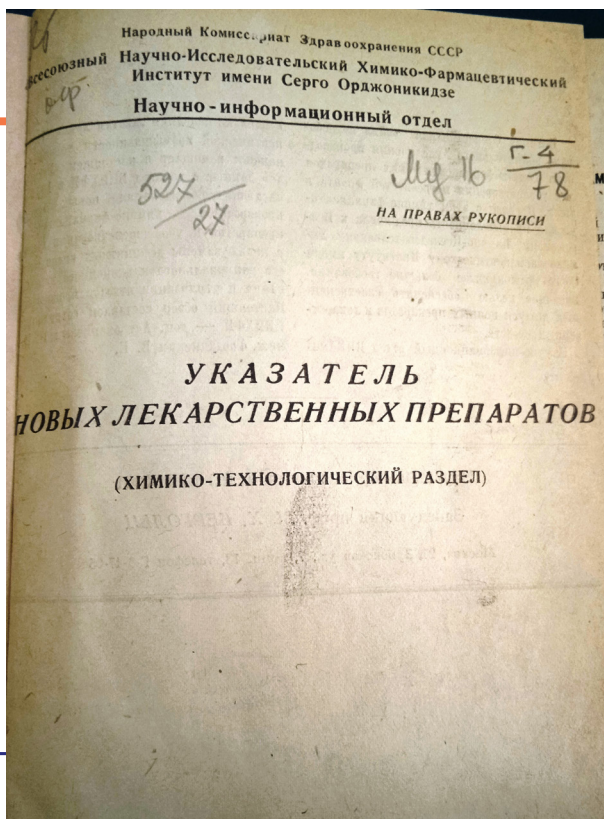 Народный Комиссариат Здравоохранения СССР
Всесоюзный Научно-Исследовательский Химико-Фармацевтический
Институт имени Серго Орджоникидзе
Научно-информационный отдел
527/27
Г-4
78
НА ПРАВАХ РУКОПИСИ
УКАЗАТЕЛЬ
НОВЫХ ЛЕКАРСТВЕННЫХ ПРЕПАРАТОВ
(ХИМИКО-ТЕХНОЛОГИЧЕСКИЙ РАЗДЕЛ)